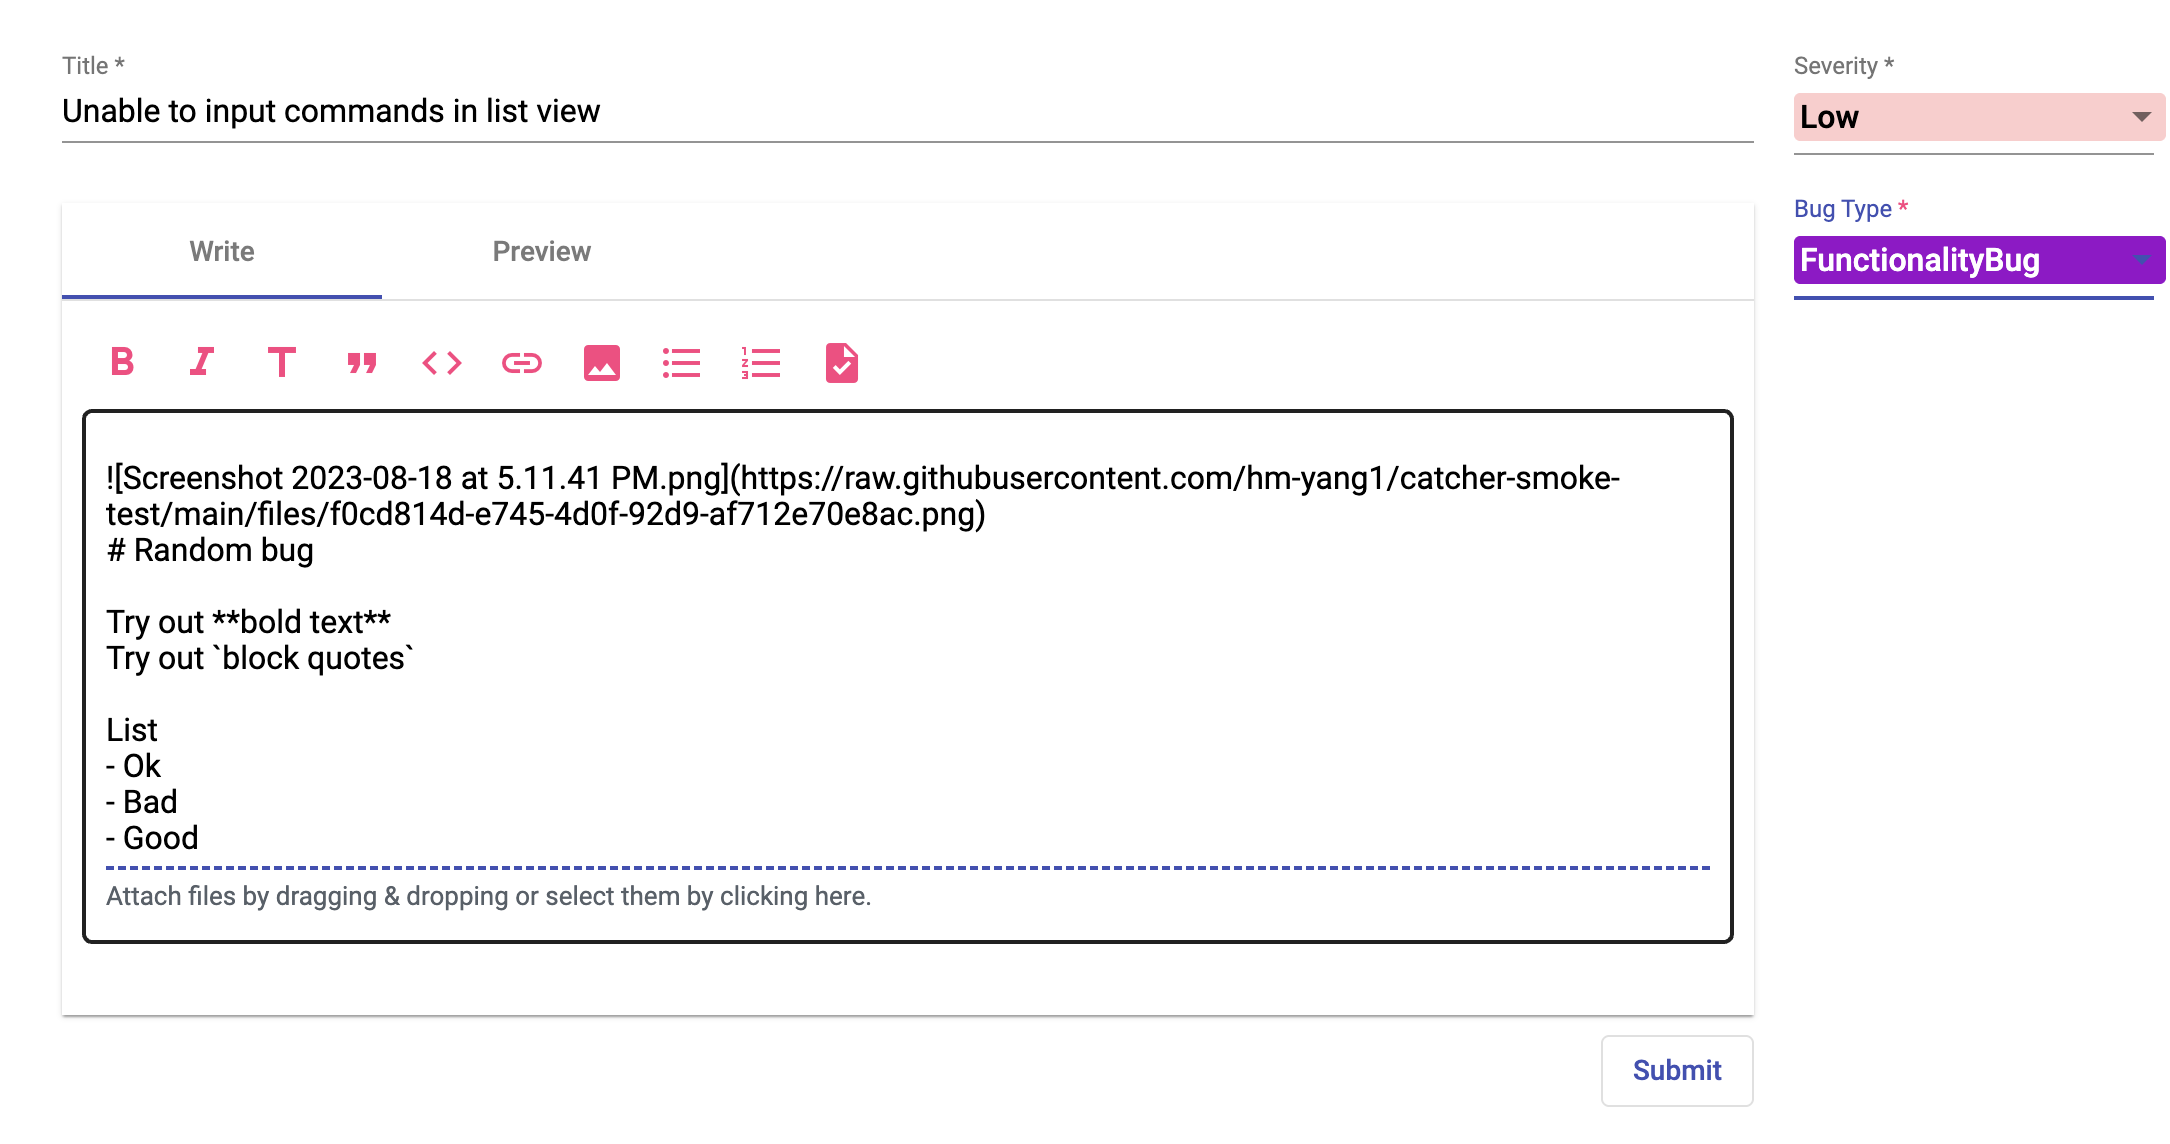 Title *
Unable to input commands in list view
Severity *
Low
Bug Type *
FunctionalityBug
Write
Preview
![Screenshot 2023-08-18 at 5.11.41 PM.png](https://raw.githubusercontent.com/hm-yang1/catcher-smoke-
test/main/files/f0cd814d-e745-4d0f-92d9-af712e70e8ac.png)
# Random bug
Try out **bold text**
Try out `block quotes`
List
- Ok
- Bad
- Good
Attach files by dragging & dropping or select them by clicking here.
Submit